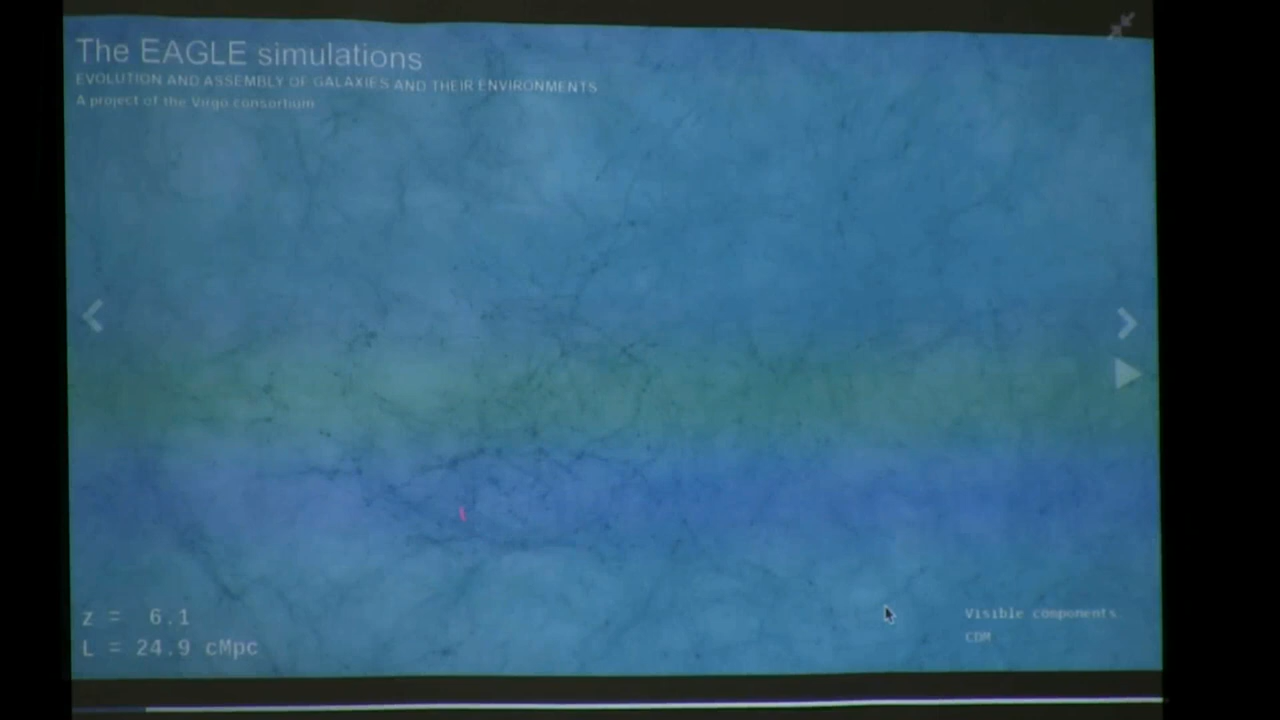 The EAGLE simulations
EVOLUTION AND ASSEMBLY OF GALAXIES AND THEIR ENVIRONMENTS
A project of the Virgo consortium
z = 6.1
L = 24.9 cMpc
Visible components
CDM